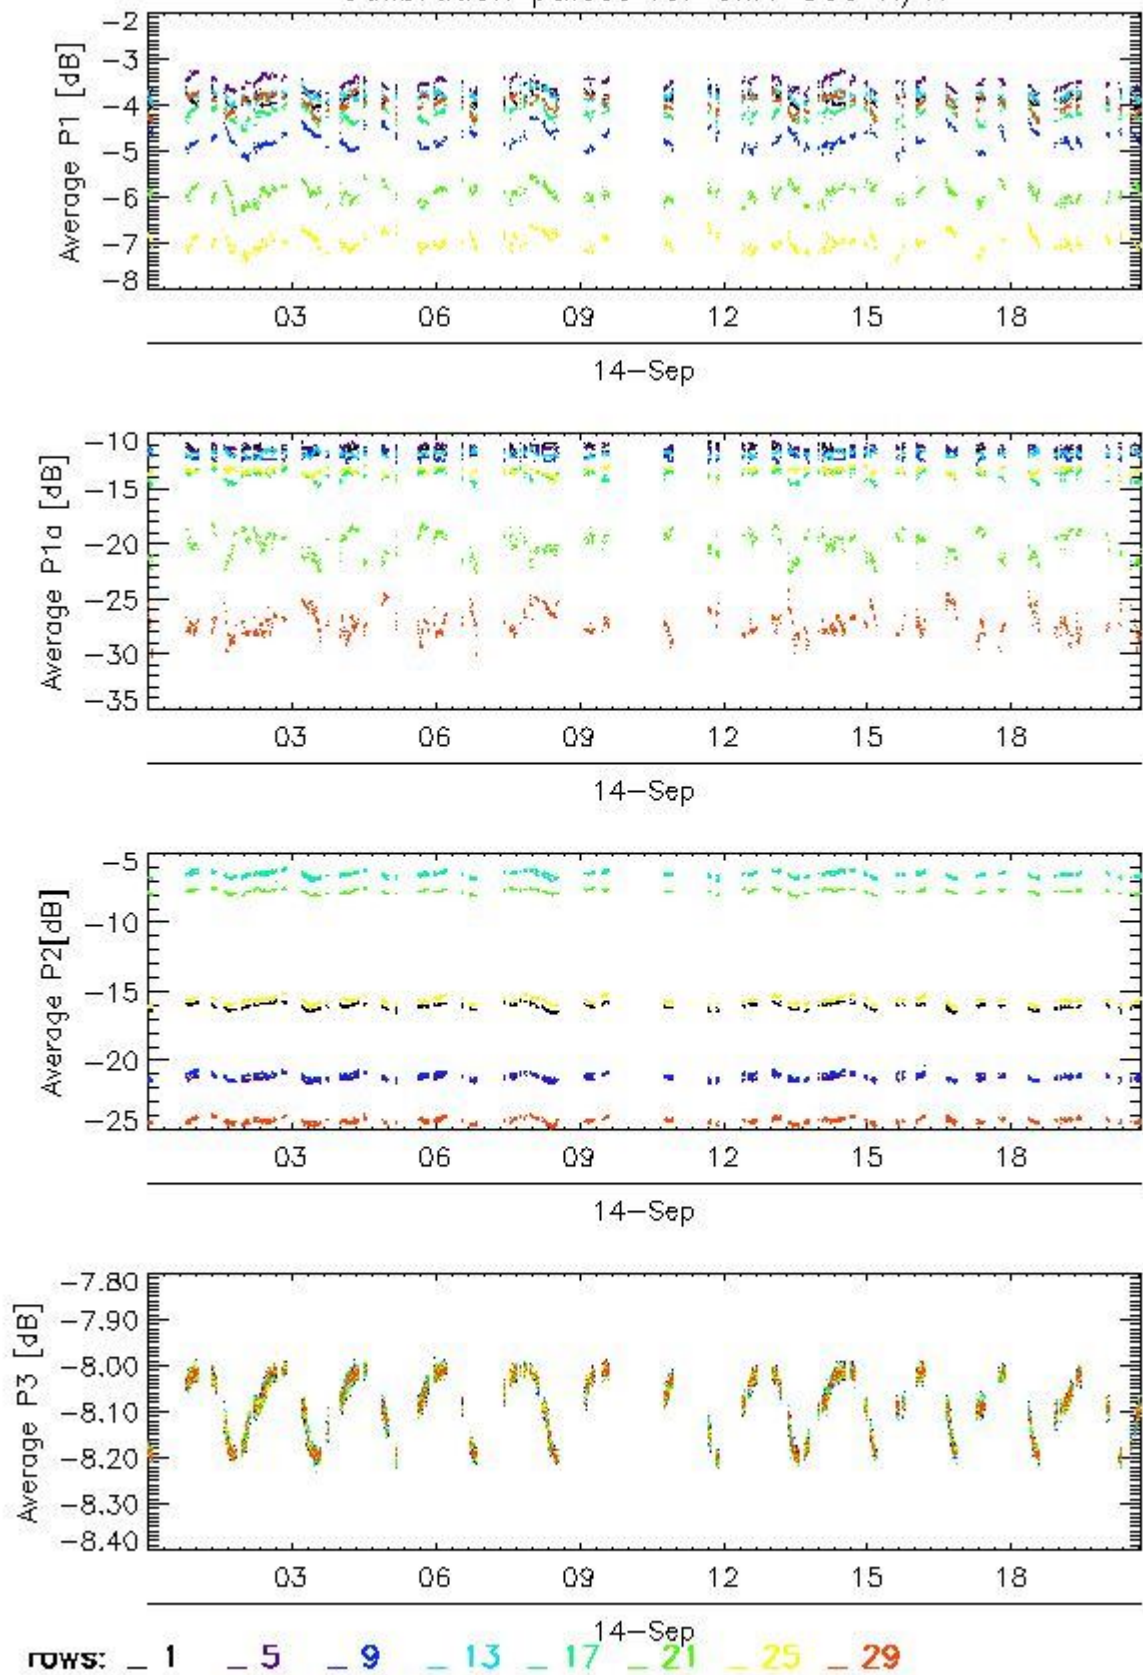 -2
-3
-4
-5
-6
-7
-8
Average P1 [dB]
03 06 09 12 15 18
14-Sep
-10
-15
-20
-25
-30
-35
Average P1a [dB]
03 06 09 12 15 18
14-Sep
-5
-10
-15
-20
-25
Average P2[dB]
03 06 09 12 15 18
14-Sep
-7.80
-7.90
-8.00
-8.10
-8.20
-8.30
-8.40
Average P3 [dB]
03 06 09 12 15 18
14-Sep
rows: _ 1 _ 5 _ 9 _ 13 _ 17 _ 21 _ 25 _ 29